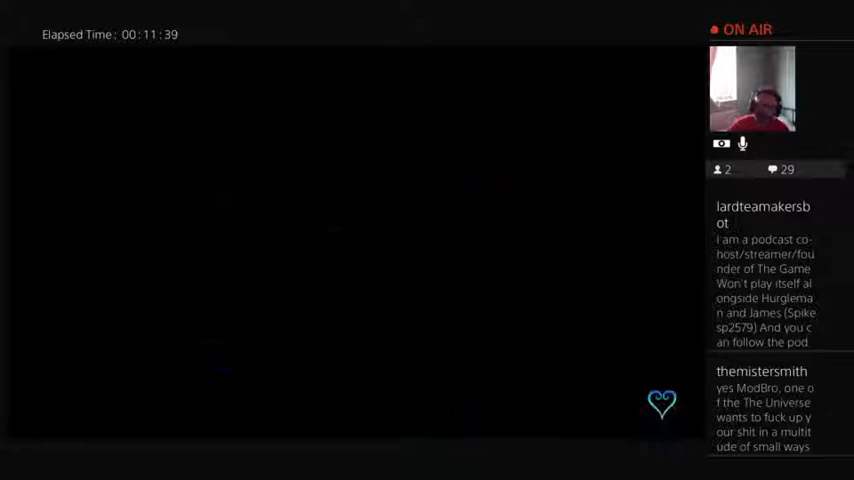 Elapsed Time: 00:11:39
ON AIR
2
29
lardteamakersb
ot
I am a podcast co-
host/streamer/fou
nder of The Game
Won't play itself al
ongside Hurglema
n and James (Spike
sp2579) And you c
an follow the pod
themistersmith
yes ModBro, one o
f the The Universe
wants to fuck up y
our shit in a multit
ude of small ways